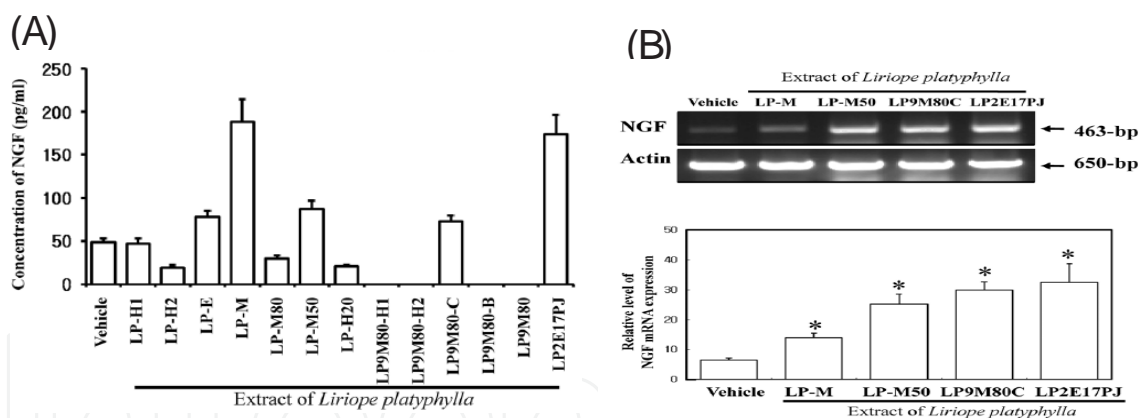 (A)
Concentration of NGF (pg/ml)
250
200
150
100
50
0
Vehicle
LP-H1
LP-H2
LP-E
LP-M
LP-M80
LP-M50
LP-H20
LP9M80-H1
LP9M80-H2
LP9M80-C
LP9M80-B
LP9M80
LP2E17PJ
Extract of Liriope platyphylla
(B)
Extract of Liriope platyphylla
Vehicle LP-M LP-M50 LP9M80C LP2E17PJ
NGF 463-bp
Actin 650-bp
Relative level of
NGF mRNA expression
50
40
30
20
10
0
* * * *
Vehicle LP-M LP-M50 LP9M80C LP2E17PJ
Extract of Liriope platyphylla